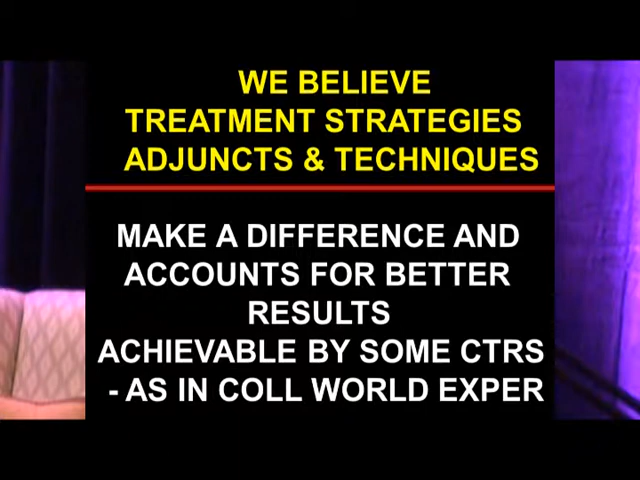 WE BELIEVE
TREATMENT STRATEGIES
ADJUNCTS & TECHNIQUES
MAKE A DIFFERENCE AND
ACCOUNTS FOR BETTER
RESULTS
ACHIEVABLE BY SOME CTRS
- AS IN COLL WORLD EXPER